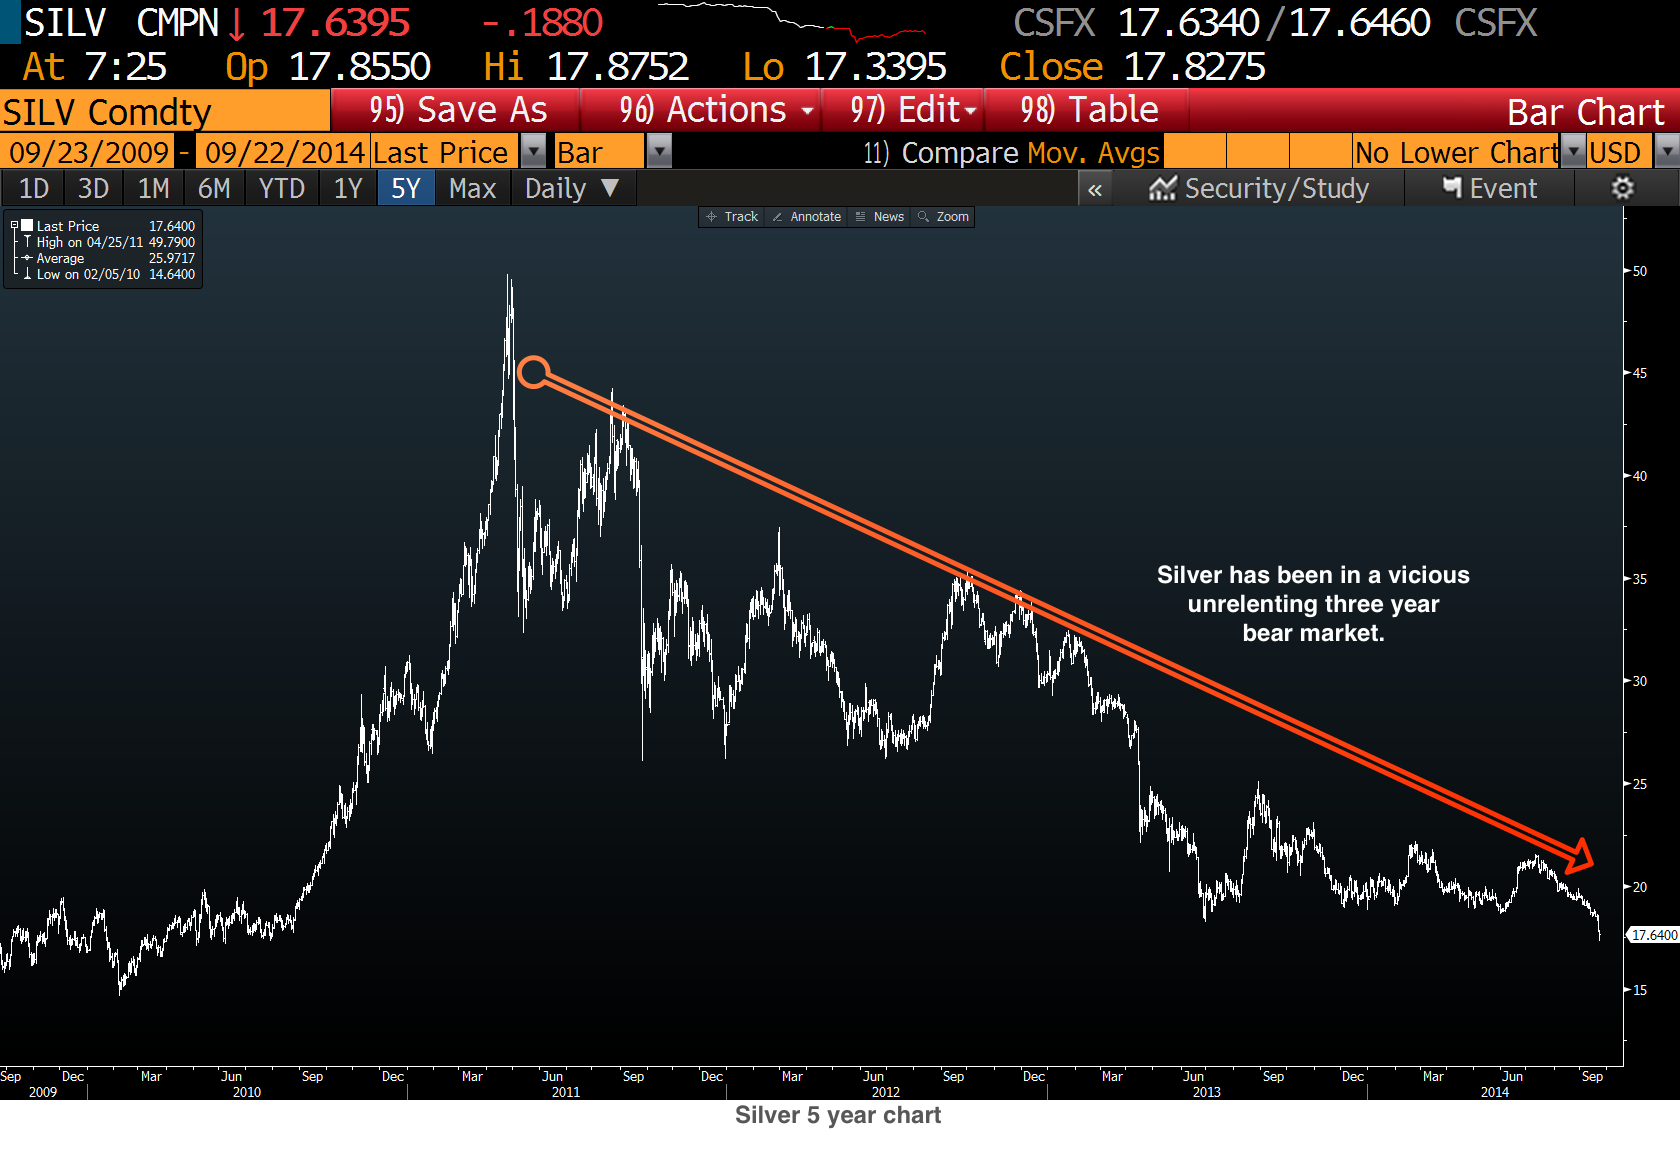 SILV CMPN ↓ 17.6395 -.1880 CSFX 17.6340/17.6460 CSFX
At 7:25 Op 17.8550 Hi 17.8752 Lo 17.3395 Close 17.8275
SILV Comdty 95) Save As 96) Actions 97) Edit 98) Table Bar Chart
09/23/2009 - 09/22/2014 Last Price Bar 11) Compare Mov. Avgs No Lower Chart USD
1D 3D 1M 6M YTD 1Y 5Y Max Daily ▼ « Security/Study Event
Track Annotate News Zoom
Last Price 17.6400
High on 04/25/11 49.7900
Average 25.9717
Low on 02/05/10 14.6400
50
45
40
35
Silver has been in a vicious
unrelenting three year
bear market.
30
25
20
17.6400
15
Sep Dec Mar Jun Sep Dec Mar Jun Sep Dec Mar Jun Sep Dec Mar Jun Sep Dec Mar Jun Sep
2009 2010 2011 2012 2013 2014
Silver 5 year chart